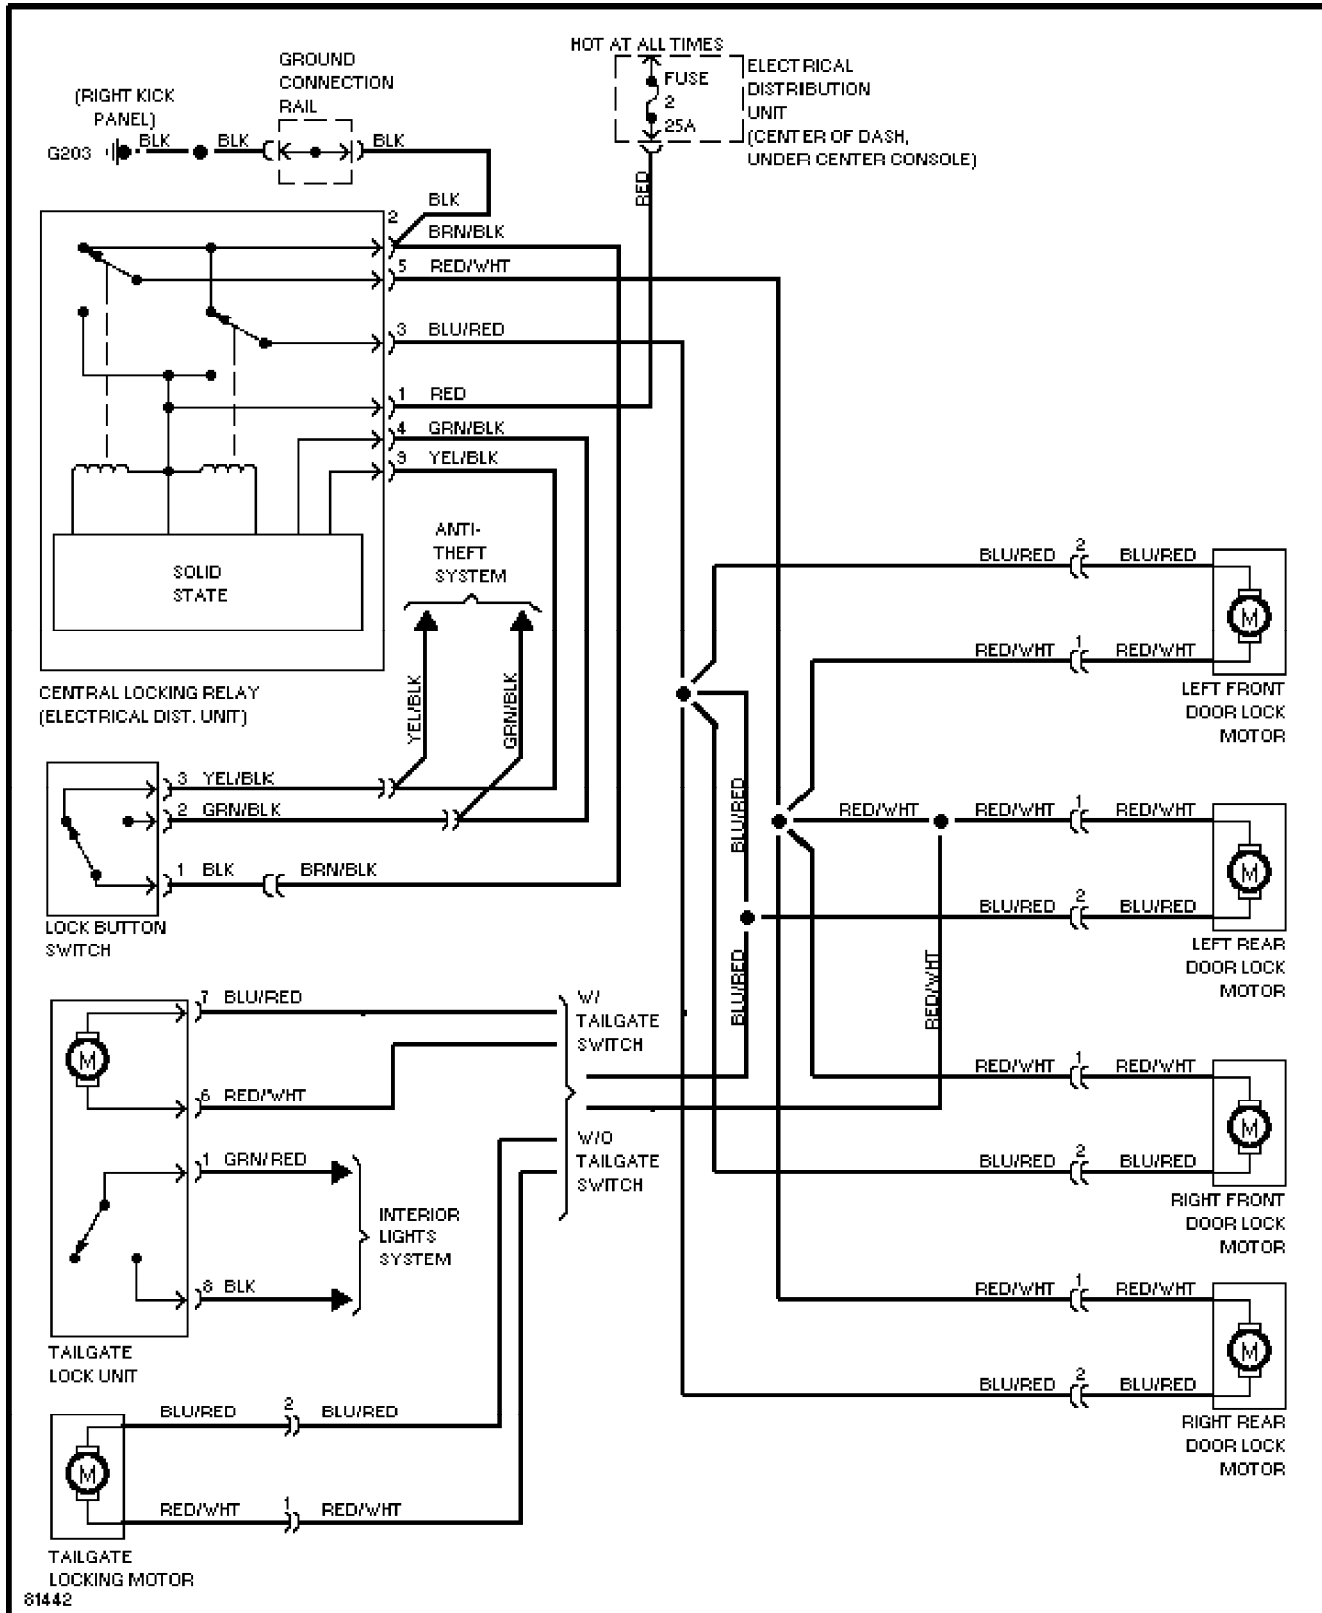 HOT AT ALL TIMES
FUSE
2
25A
ELECTRICAL
DISTRIBUTION
UNIT
(CENTER OF DASH,
UNDER CENTER CONSOLE)
GROUND
CONNECTION
RAIL
(RIGHT KICK
PANEL)
G203
BLK
BLK
BLK
BLK
RED
2
BRN/BLK
5 RED/WHT
3 BLU/RED
1 RED
4 GRN/BLK
9 YEL/BLK
SOLID
STATE
CENTRAL LOCKING RELAY
(ELECTRICAL DIST. UNIT)
ANTI-
THEFT
SYSTEM
YEL/BLK
GRN/BLK
3 YEL/BLK
2 GRN/BLK
1 BLK
BRN/BLK
LOCK BUTTON
SWITCH
BLU/RED
BLU/RED
RED/WHT
RED/WHT
BLU/RED 2 BLU/RED
RED/WHT 1 RED/WHT
M
LEFT FRONT
DOOR LOCK
MOTOR
RED/WHT 1 RED/WHT
BLU/RED 2 BLU/RED
M
LEFT REAR
DOOR LOCK
MOTOR
RED/WHT 1 RED/WHT
BLU/RED 2 BLU/RED
M
RIGHT FRONT
DOOR LOCK
MOTOR
RED/WHT 1 RED/WHT
BLU/RED 2 BLU/RED
M
RIGHT REAR
DOOR LOCK
MOTOR
7 BLU/RED
M
6 RED/WHT
1 GRN/RED
8 BLK
INTERIOR
LIGHTS
SYSTEM
TAILGATE
LOCK UNIT
W/
TAILGATE
SWITCH
W/O
TAILGATE
SWITCH
BLU/RED 2 BLU/RED
M
RED/WHT 1 RED/WHT
TAILGATE
LOCKING MOTOR
81442